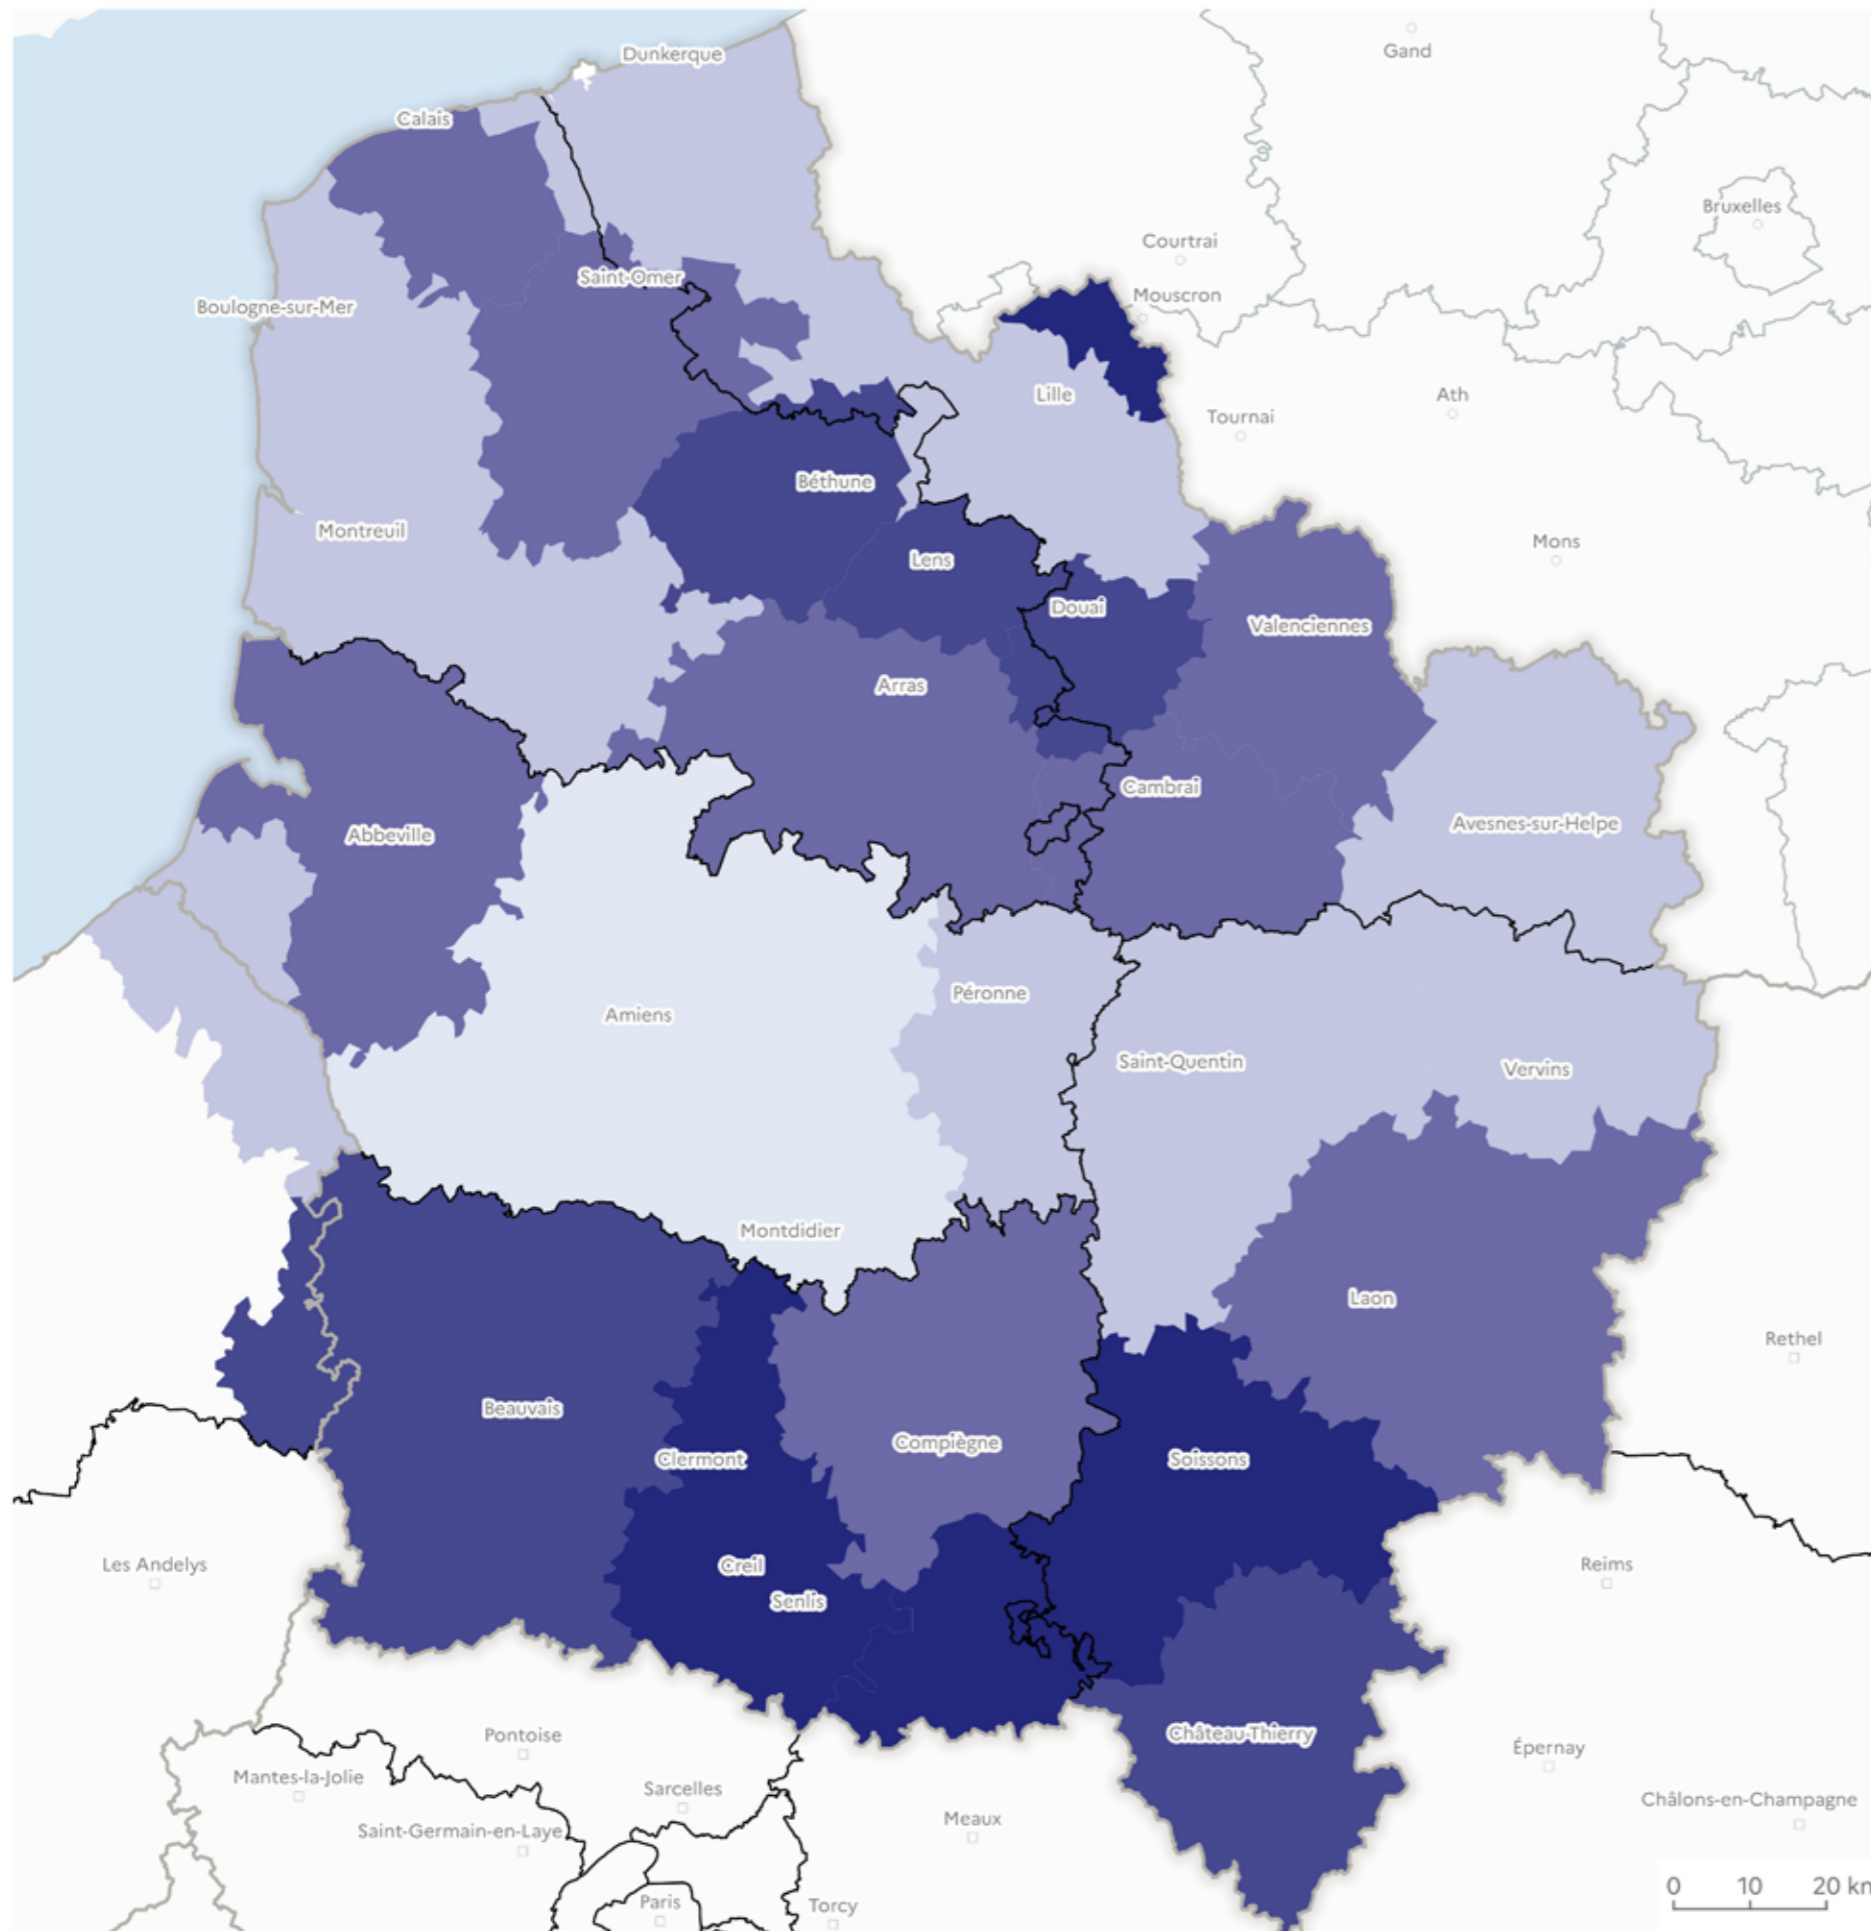 Dunkerque
Gand
Calais
Bruxelles
Courtrai
Saint-Omer
Mouscron
Boulogne-sur-Mer
Lille
Ath
Tournai
Béthune
Montreuil
Mons
Lens
Douai
Valenciennes
Arras
Cambrai
Avesnes-sur-Helpe
Abbeville
Péronne
Amiens
Saint-Quentin
Vervins
Montdidier
Laon
Rethel
Beauvais
Compiègne
Clermont
Soissons
Les Andelys
Creil
Reims
Senlis
Château-Thierry
Pontoise
Épernay
Mantes-la-Jolie
Sarcelles
Châlons-en-Champagne
Meaux
Saint-Germain-en-Laye
0 10 20 km
Paris
Torcy